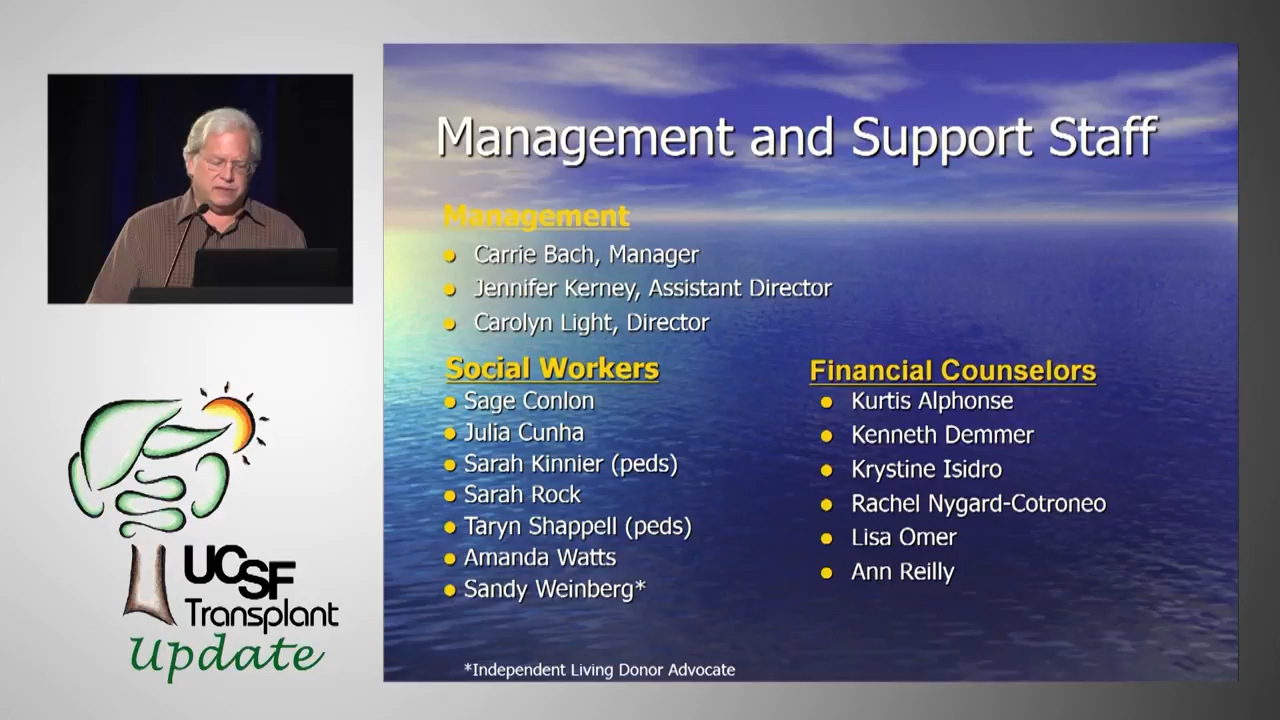 Management and Support Staff
Management
Carrie Bach, Manager
Jennifer Kerney, Assistant Director
Carolyn Light, Director
Social Workers
Sage Conlon
Julia Cunha
Sarah Kinnier (peds)
Sarah Rock
Taryn Shappell (peds)
Amanda Watts
Sandy Weinberg*
Financial Counselors
Kurtis Alphonse
Kenneth Demmer
Krystine Isidro
Rachel Nygard-Cotroneo
Lisa Omer
Ann Reilly
*Independent Living Donor Advocate
UCSF
Transplant
Update